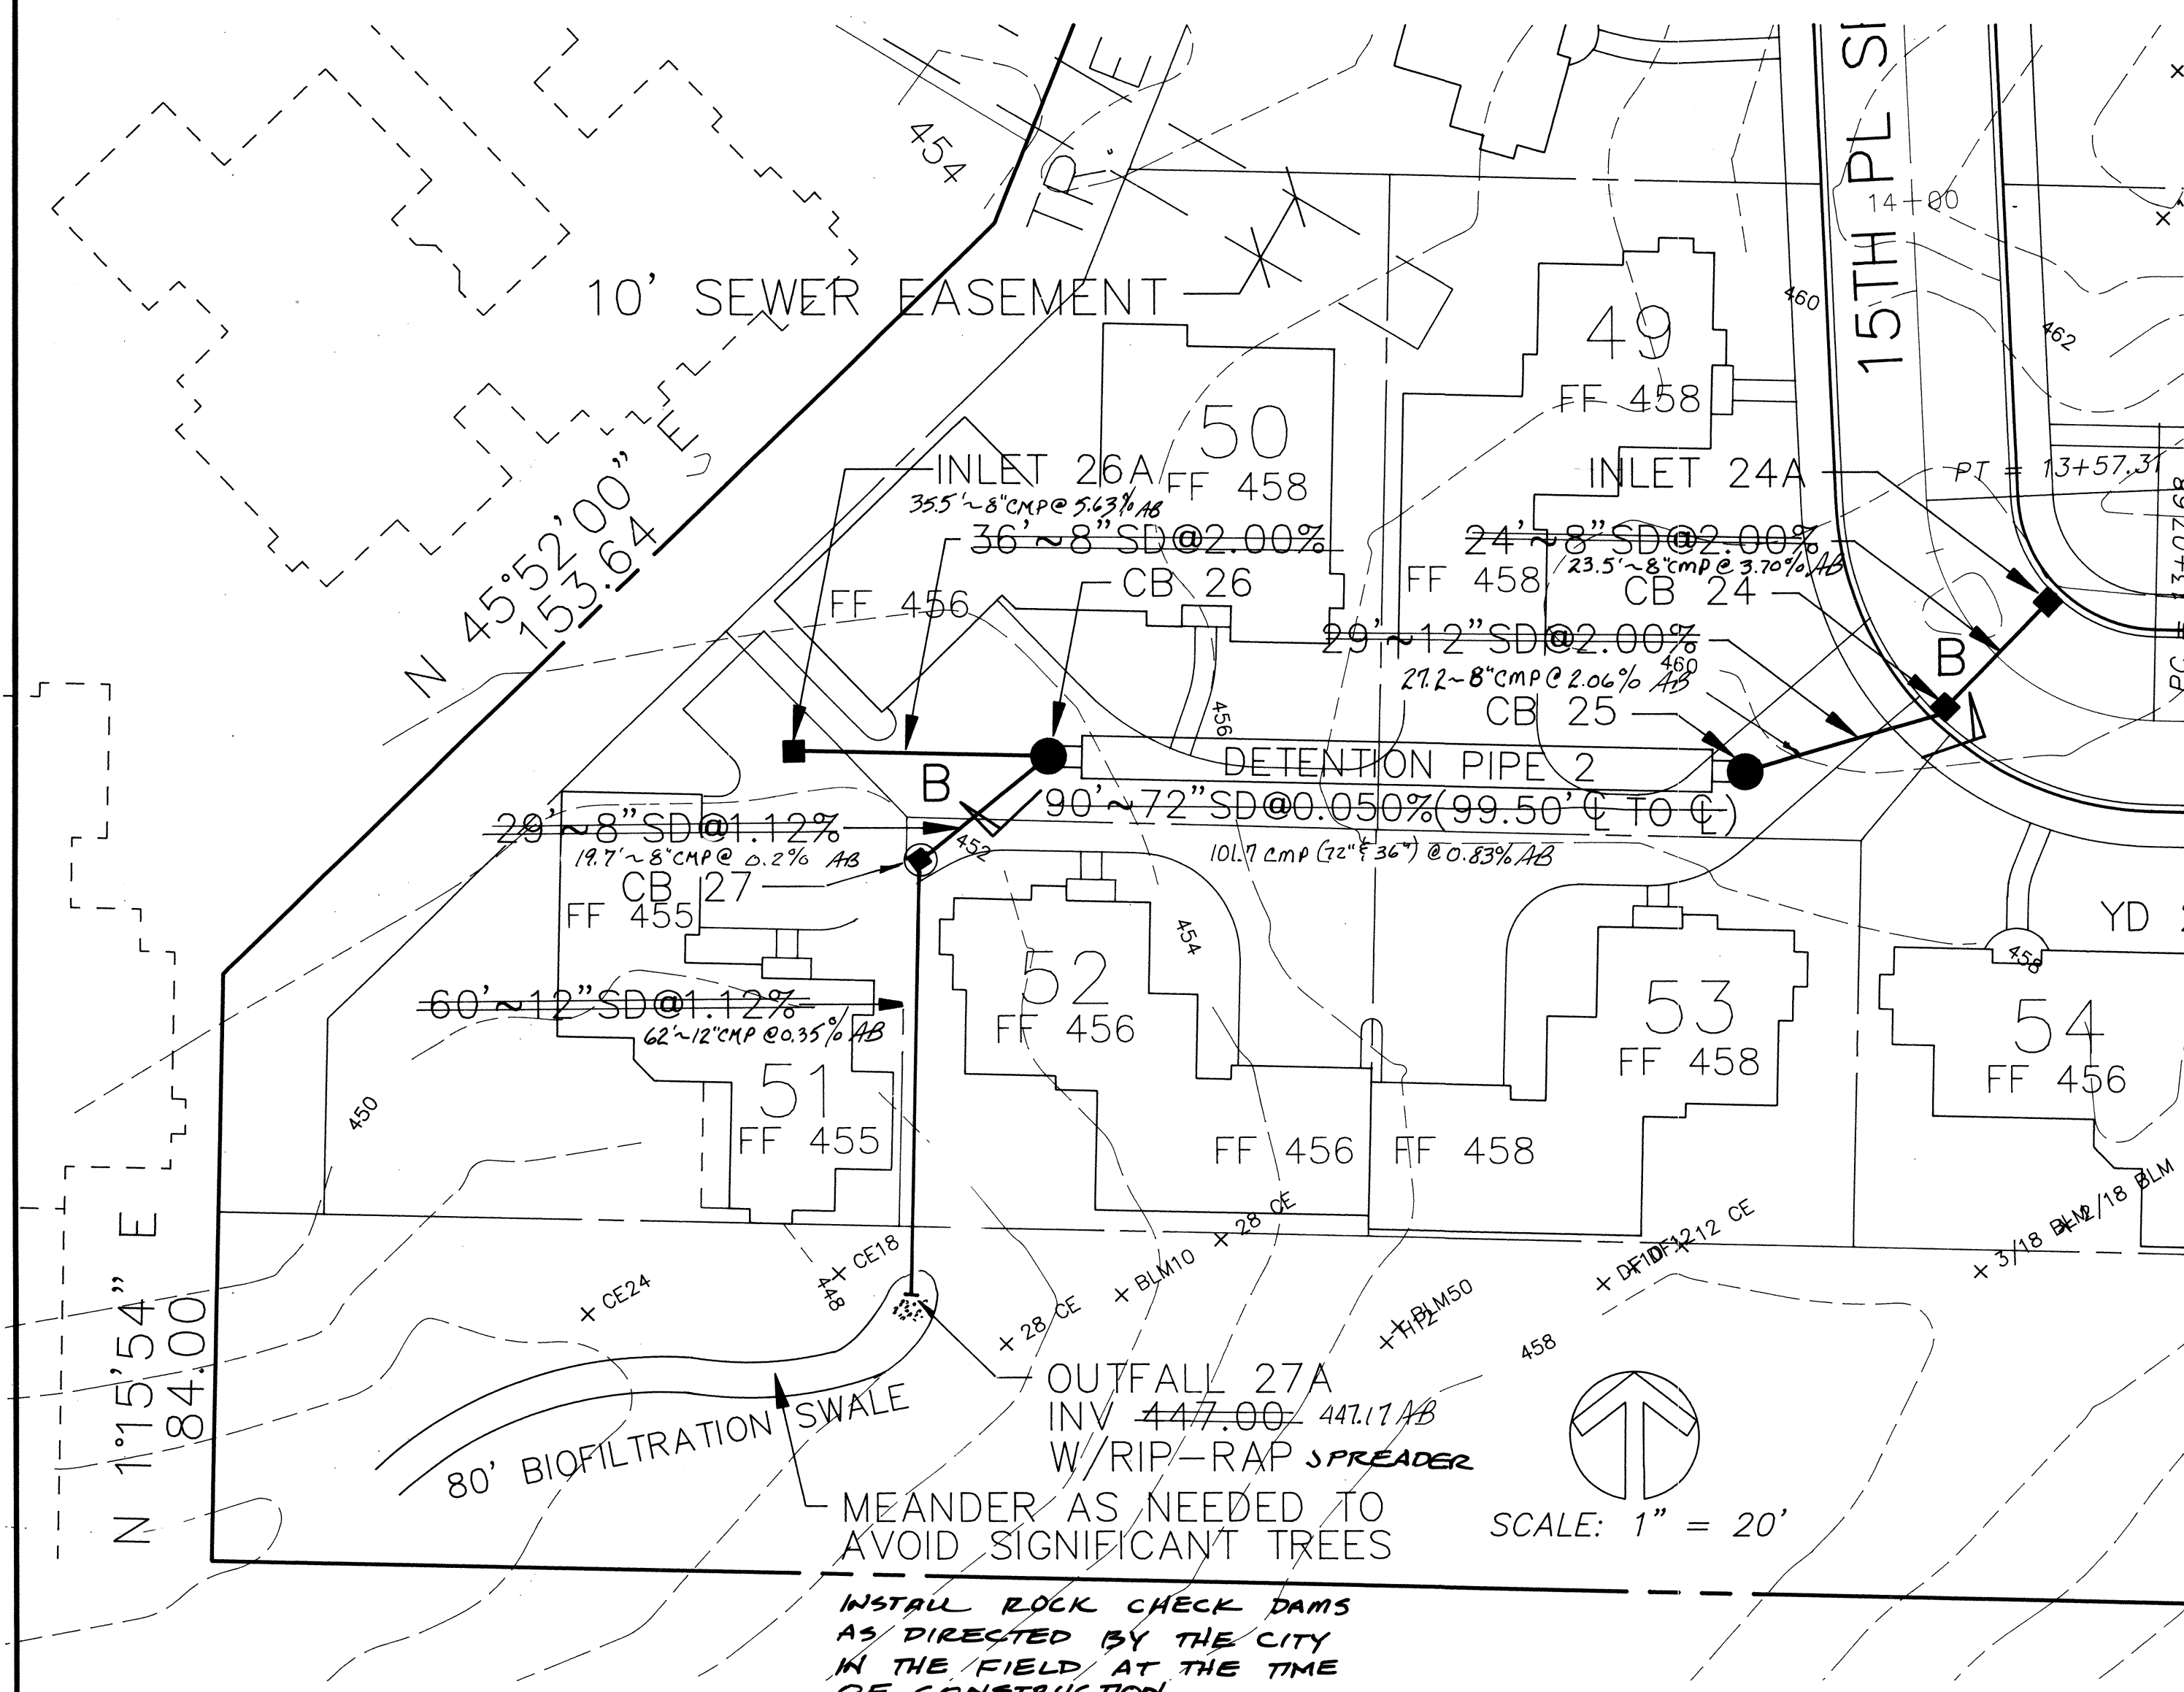 TR. E
454
15TH PL
14+00
10' SEWER EASEMENT
460
462
49
FF 458
50
FF 458
INLET 26A
35.5'~8"CMP@ 5.63% AB
36'~8"SD@2.00%
CB 26
FF 456
INLET 24A
PT = 13+57.31
24'~8"SD@2.00%
23.5'~8"CMP@ 3.70% AB
FF 458
CB 24
29'~12"SD@2.00%
460
27.2~8"CMP@ 2.06% AB
CB 25
B
N 45°52'00" E
153.64
456
DETENTION PIPE 2
B
90'~72"SD@0.050%(99.50' ℄ TO ℄)
101.7 CMP (72"&36") @ 0.83% AB
29'~8"SD@1.12%
19.7'~8"CMP@ 0.2% AB
452
CB 27
FF 455
YD
454
458
60'~12"SD@1.12%
62'~12"CMP @0.35% AB
52
FF 456
53
FF 458
54
FF 456
51
FF 455
450
FF 456
FF 458
28 CE
CE18
BLM10
CE24
448
28 CE
BLM50
12 CE
3/18 BLM
2/18 BLM
458
N 1°15'54" E
84.00
OUTFALL 27A
INV 447.00 447.17 AB
W/RIP-RAP SPREADER
80' BIOFILTRATION SWALE
MEANDER AS NEEDED TO
AVOID SIGNIFICANT TREES
SCALE: 1" = 20'
INSTALL ROCK CHECK DAMS
AS DIRECTED BY THE CITY
IN THE FIELD AT THE TIME
OF CONSTRUCTION